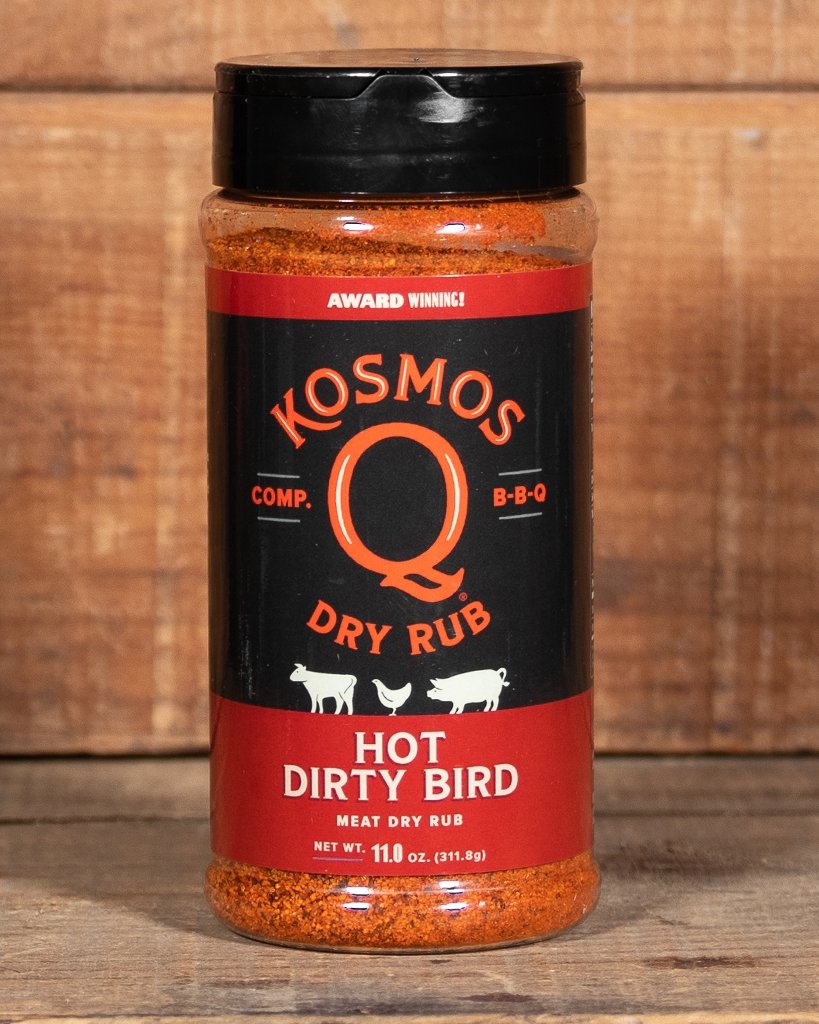 AWARD WINNING!
KOSMOS
Q
COMP.
B-B-Q
®
DRY RUB
HOT
DIRTY BIRD
MEAT DRY RUB
NET WT. 11.0 OZ. (311.8g)